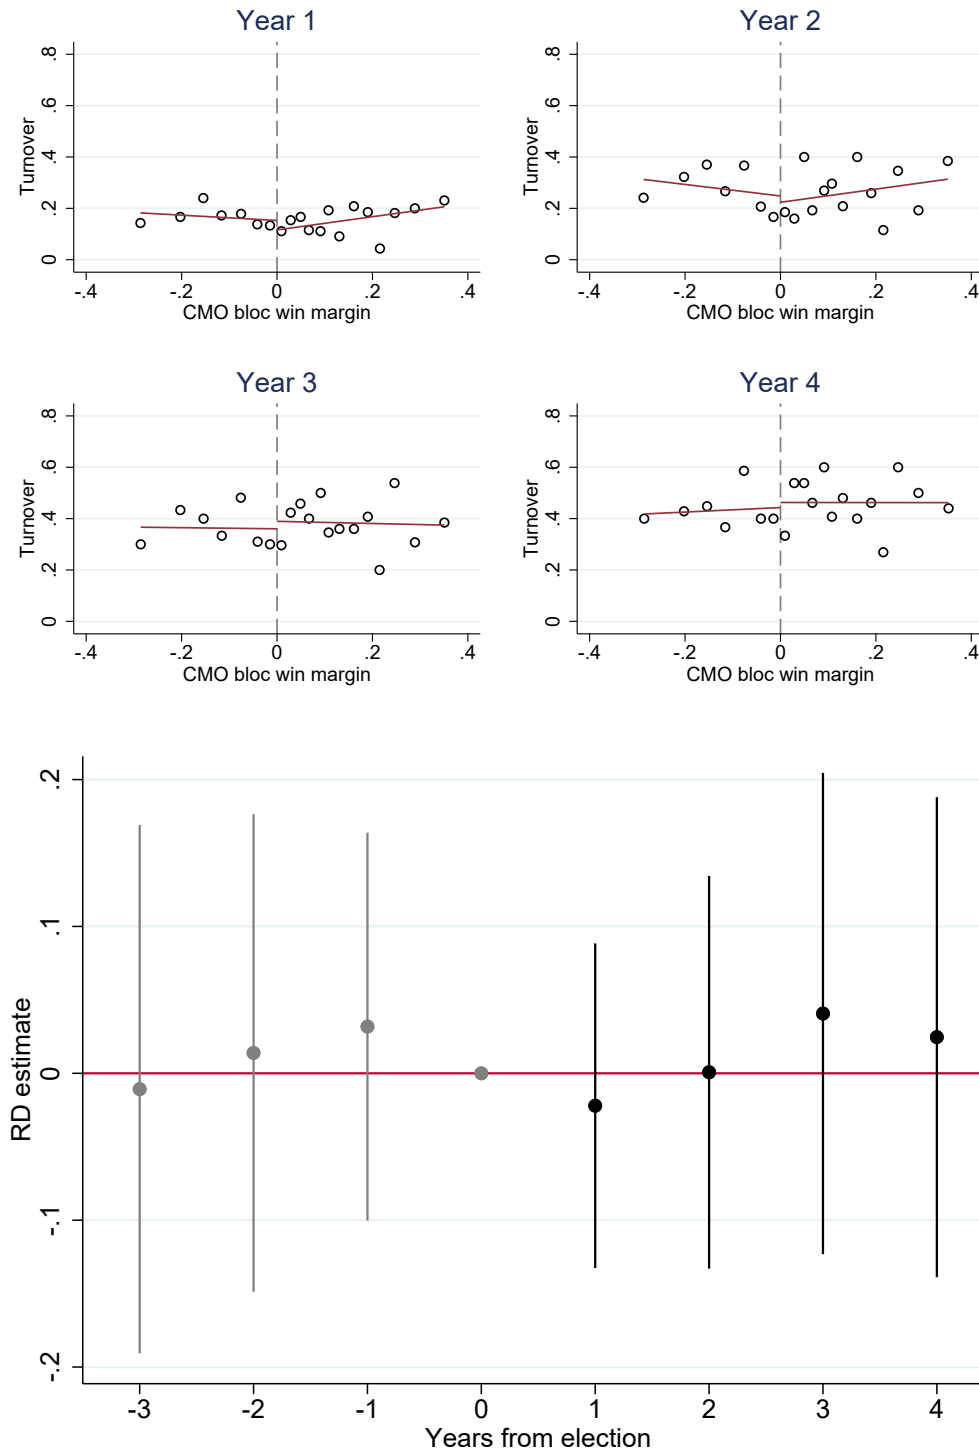 Year 1
Year 2
Turnover
0 .2 .4 .6 .8
-.4 -.2 0 .2 .4
CMO bloc win margin
Turnover
0 .2 .4 .6 .8
-.4 -.2 0 .2 .4
CMO bloc win margin
Year 3
Year 4
Turnover
0 .2 .4 .6 .8
-.4 -.2 0 .2 .4
CMO bloc win margin
Turnover
0 .2 .4 .6 .8
-.4 -.2 0 .2 .4
CMO bloc win margin
RD estimate
-.2 -.1 0 .1 .2
-3 -2 -1 0 1 2 3 4
Years from election